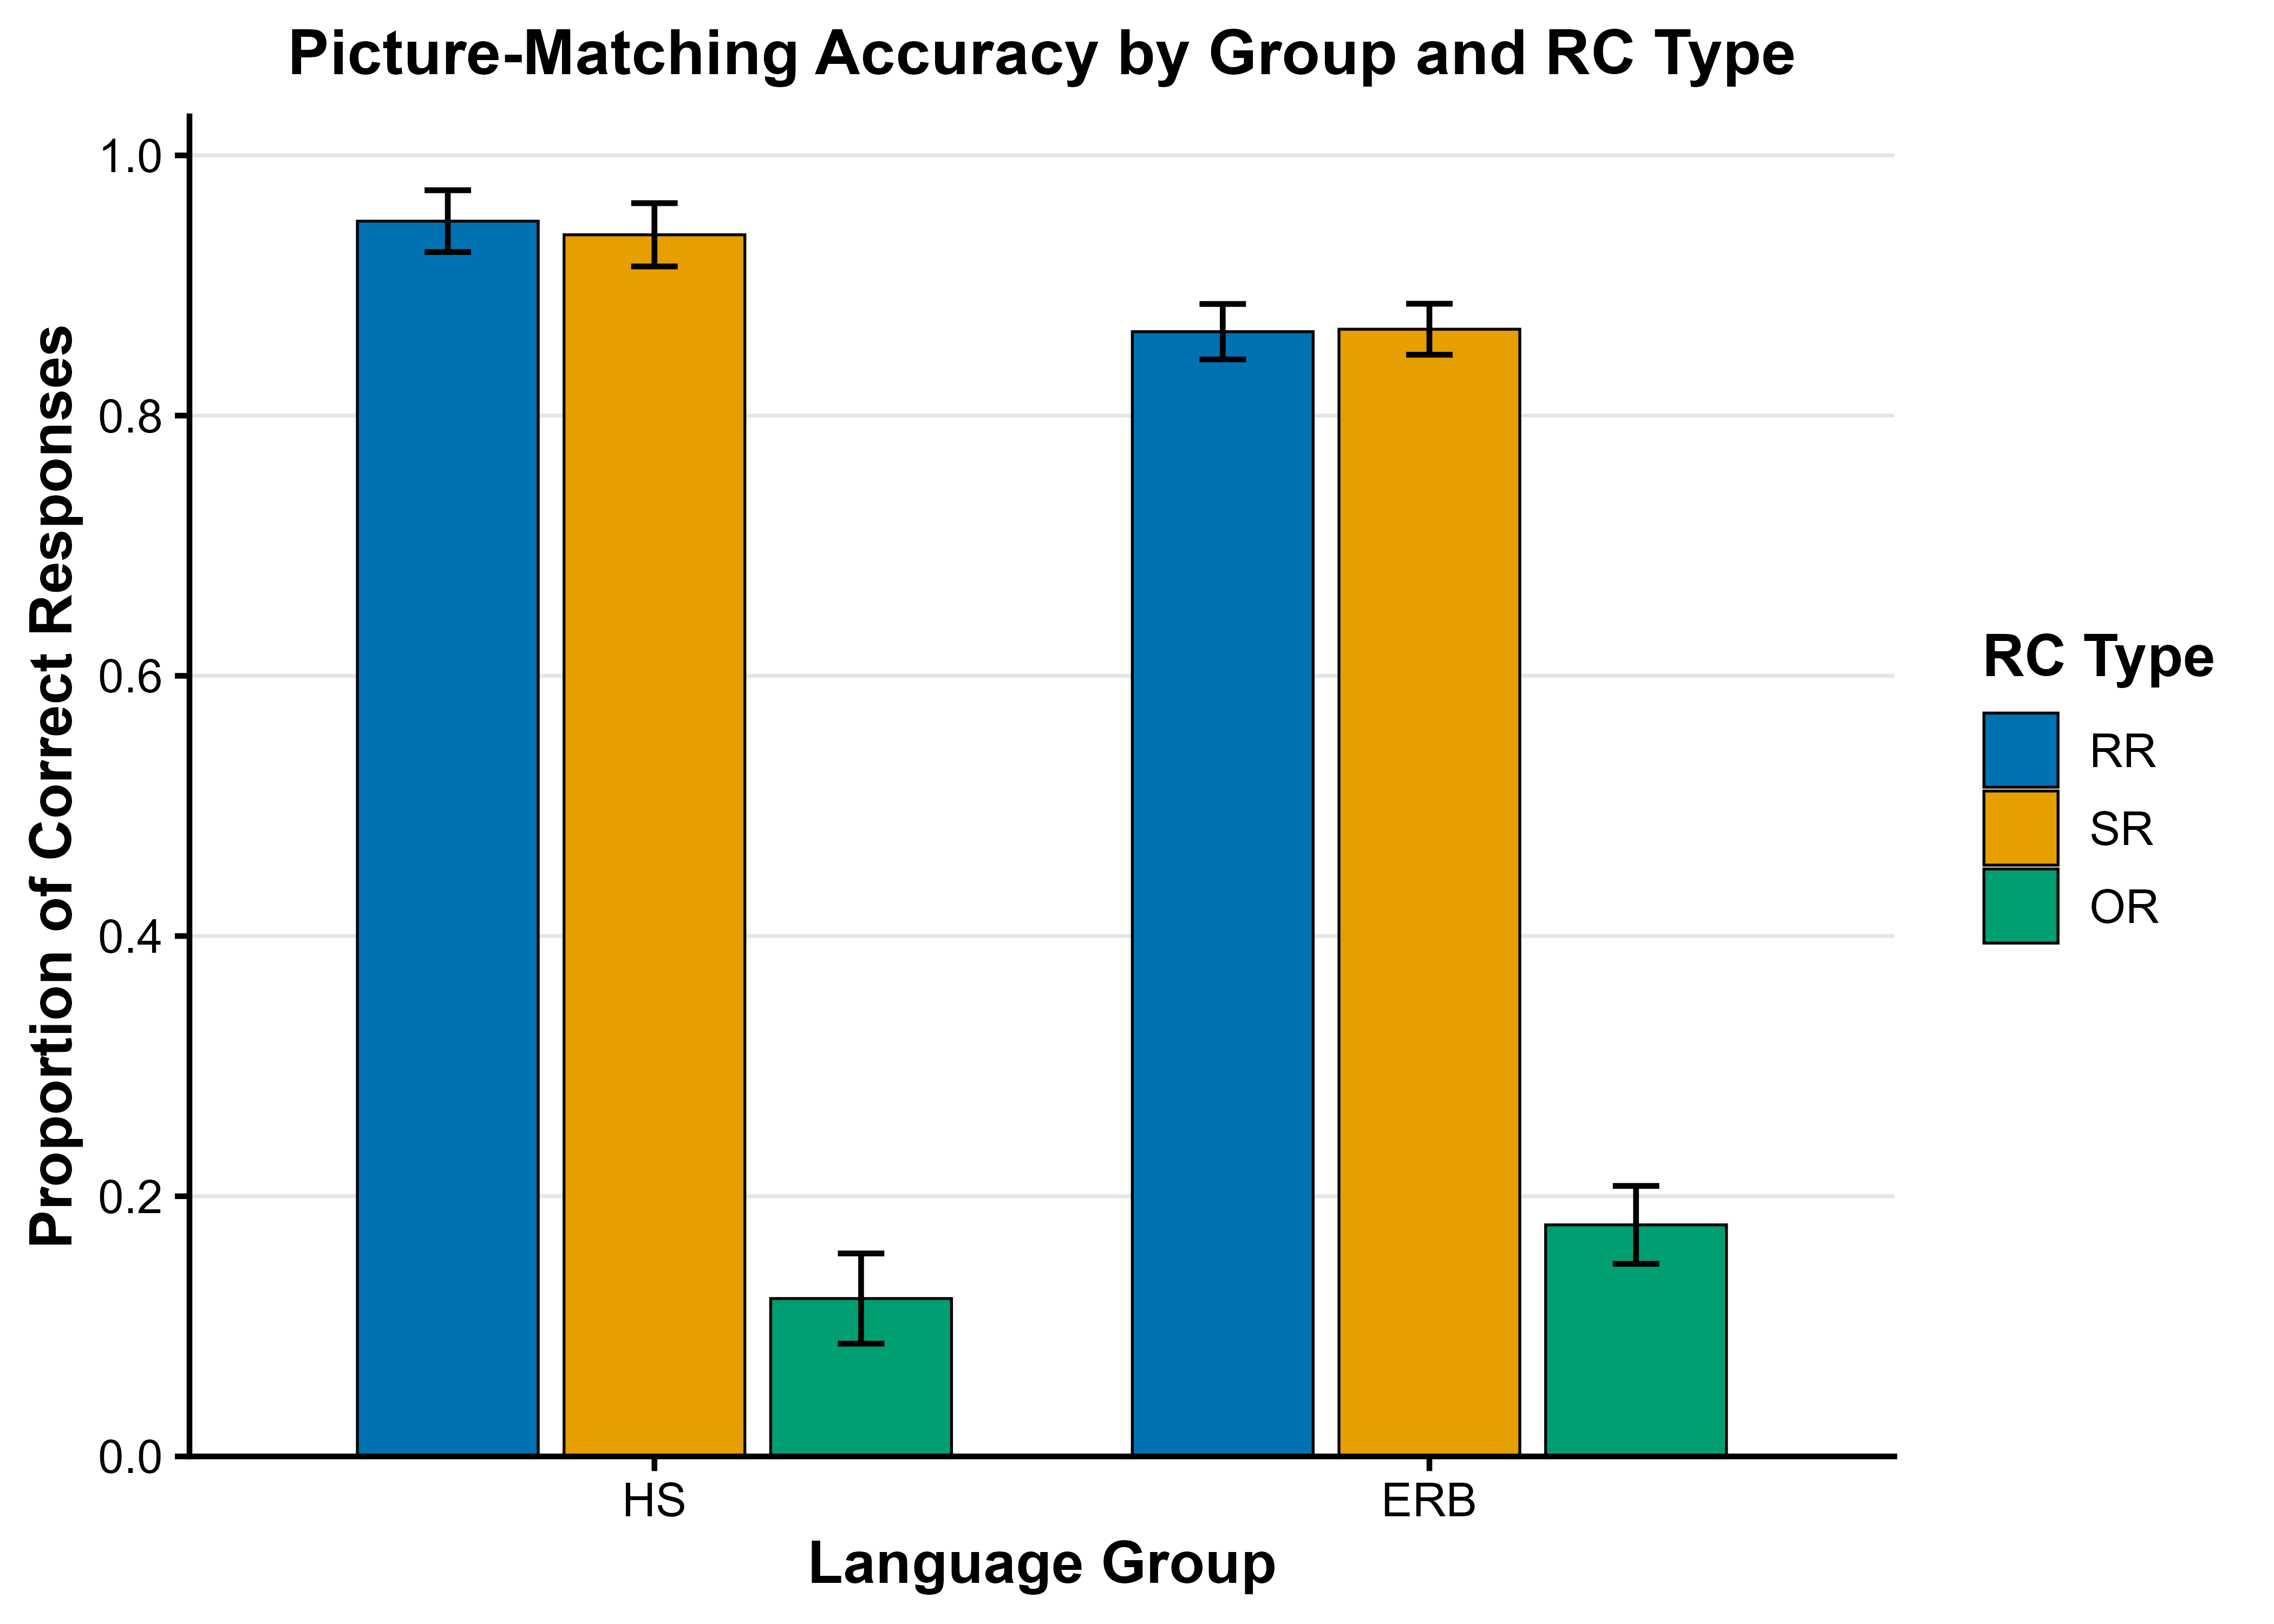 Picture-Matching Accuracy by Group and RC Type
Proportion of Correct Responses
1.0
0.8
0.6
0.4
0.2
0.0
HS
ERB
Language Group
RC Type
RR
SR
OR